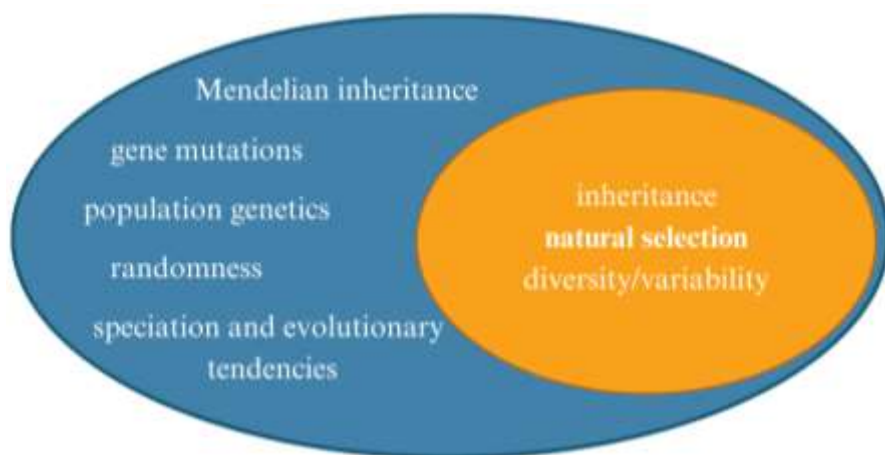 Mendelian inheritance
gene mutations
population genetics
randomness
speciation and evolutionary
tendencies
inheritance
natural selection
diversity/variability